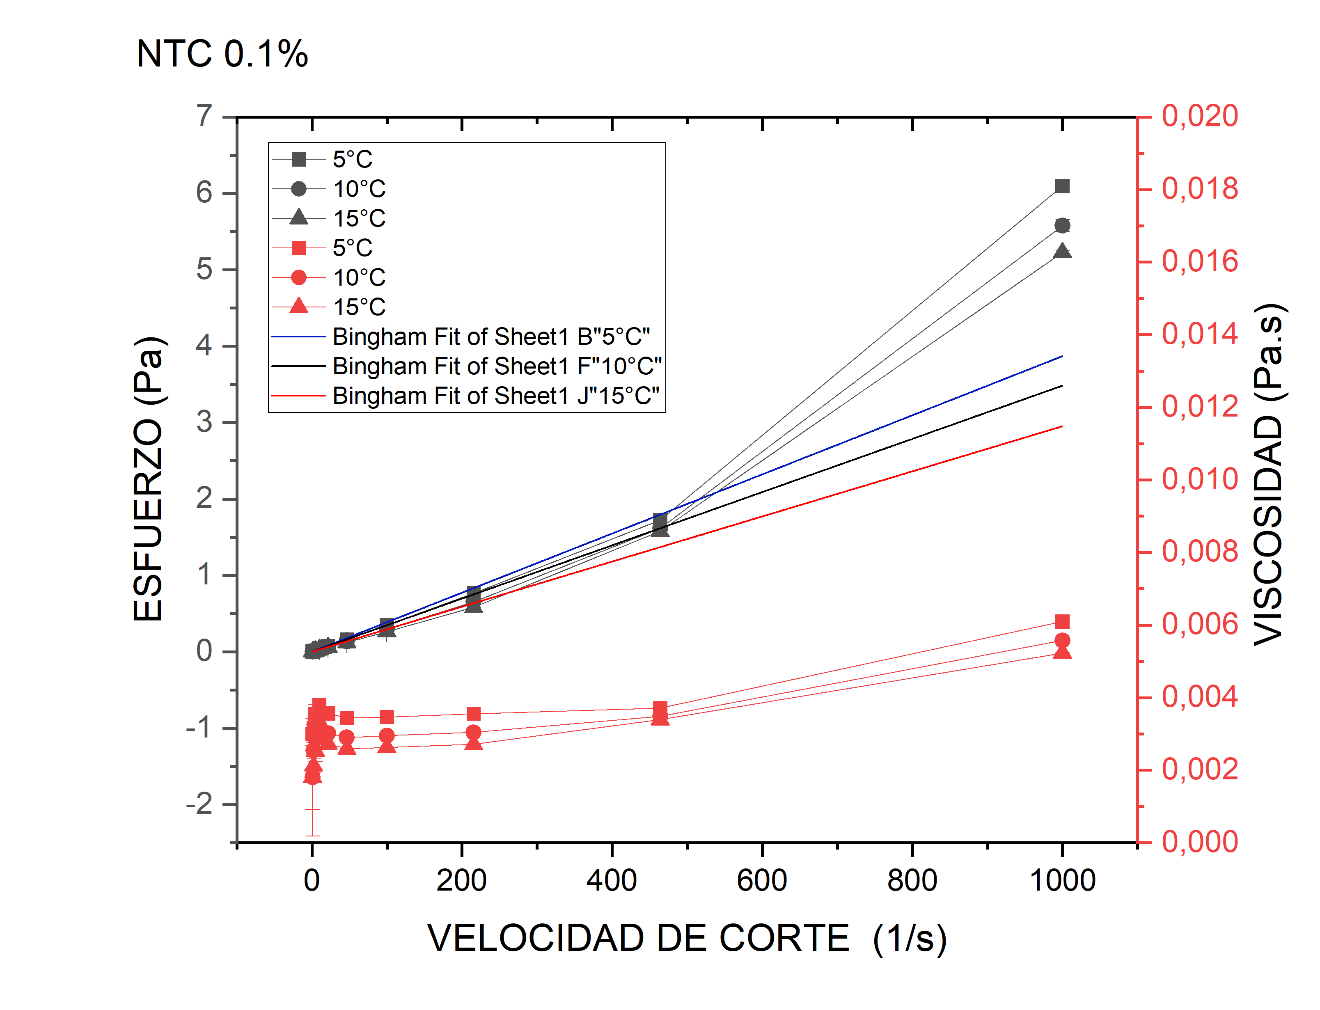 NTC 0.1%
7
6
5
4
3
2
1
0
-1
-2
ESFUERZO (Pa)
5°C
10°C
15°C
5°C
10°C
15°C
Bingham Fit of Sheet1 B"5°C"
Bingham Fit of Sheet1 F"10°C"
Bingham Fit of Sheet1 J"15°C"
0,020
0,018
0,016
0,014
0,012
0,010
0,008
0,006
0,004
0,002
0,000
VISCOSIDAD (Pa.s)
0 200 400 600 800 1000
VELOCIDAD DE CORTE (1/s)